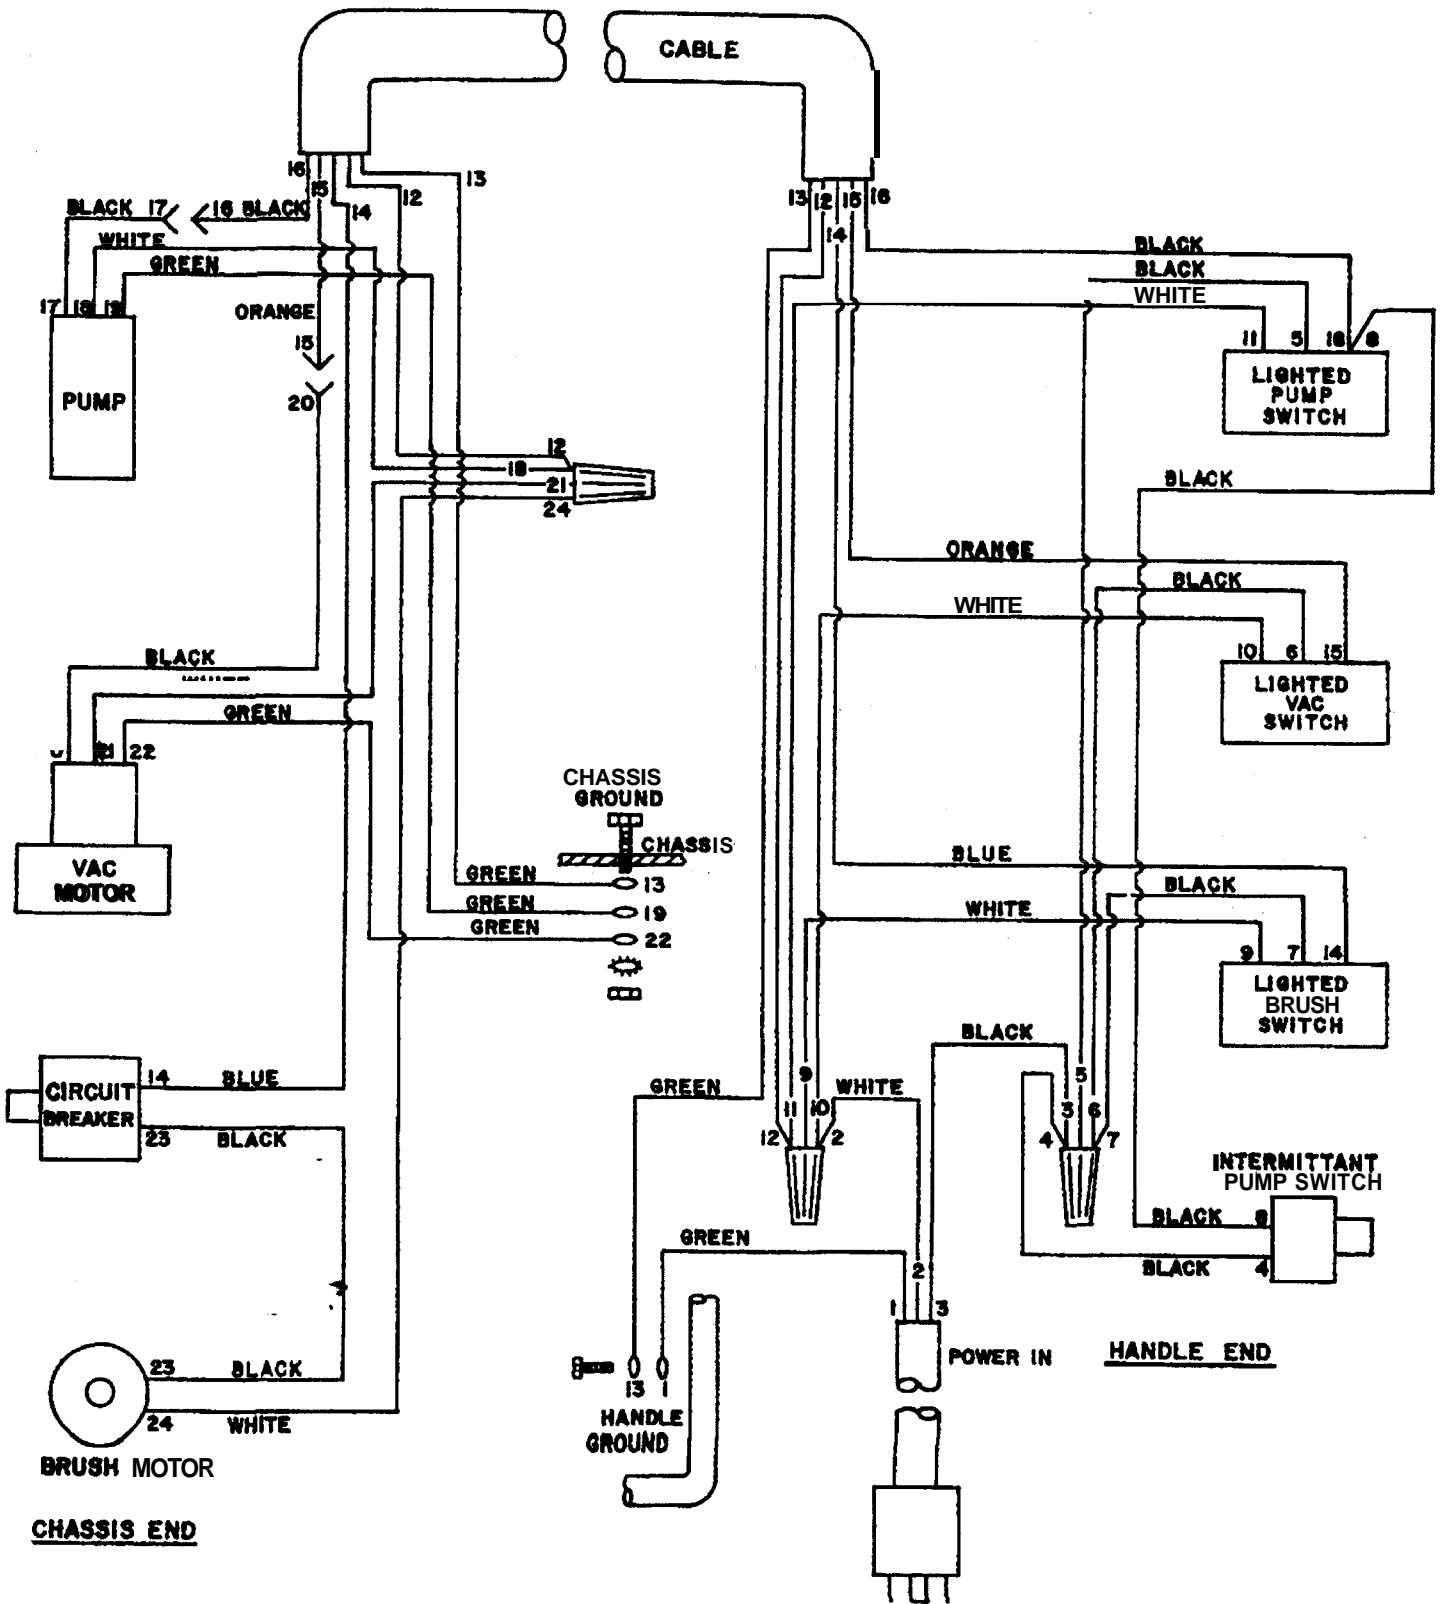 CABLE
16
15
14
12
13
BLACK 17
16 BLACK
WHITE
GREEN
17 18 19
ORANGE
15
20
PUMP
12
18
21
24
BLACK
GREEN
22
VAC
MOTOR
CHASSIS
GROUND
CHASSIS
GREEN 13
GREEN 19
GREEN 22
14 BLUE
CIRCUIT
BREAKER
23 BLACK
23 BLACK
24 WHITE
BRUSH MOTOR
CHASSIS END
13 12 15 16
14
BLACK
BLACK
WHITE
11 5 16 8
LIGHTED
PUMP
SWITCH
BLACK
ORANGE
BLACK
WHITE
10 6 15
LIGHTED
VAC
SWITCH
BLUE
BLACK
WHITE
9 7 14
LIGHTED
BRUSH
SWITCH
BLACK
GREEN
9
WHITE
11 10
12 2
5
3 6
4 7
INTERMITTANT
PUMP SWITCH
BLACK 8
BLACK 4
GREEN
2
1 3
POWER IN
HANDLE END
13 1
HANDLE
GROUND